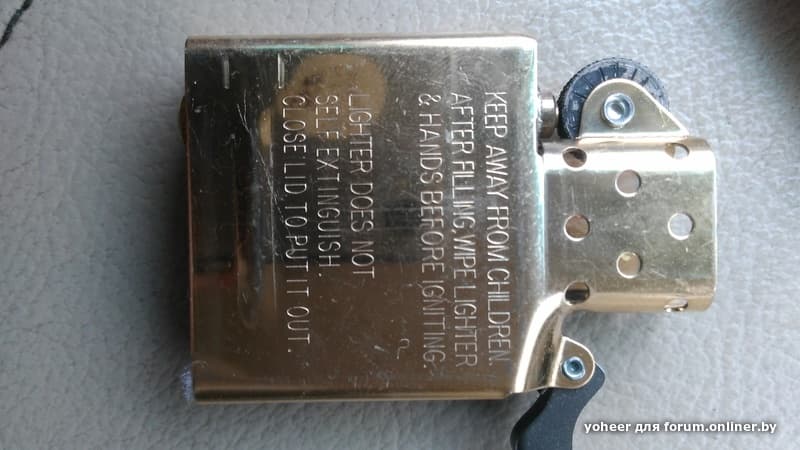 KEEP AWAY FROM CHILDREN.
AFTER FILLING WIPE LIGHTER
& HANDS BEFORE IGNITING.
LIGHTER DOES NOT
SELF EXTINGUISH.
CLOSE LID TO PUT IT OUT.
yoheer для forum.onliner.by